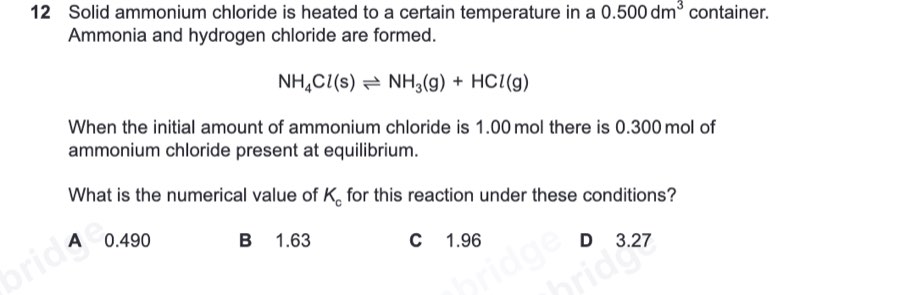 12 Solid ammonium chloride is heated to a certain temperature in a 0.500 dm³ container.
Ammonia and hydrogen chloride are formed.
NH₄Cl(s) ⇌ NH₃(g) + HCl(g)
When the initial amount of ammonium chloride is 1.00 mol there is 0.300 mol of
ammonium chloride present at equilibrium.
What is the numerical value of K꜀ for this reaction under these conditions?
A 0.490 B 1.63 C 1.96 D 3.27
bridge
bridge
bridge